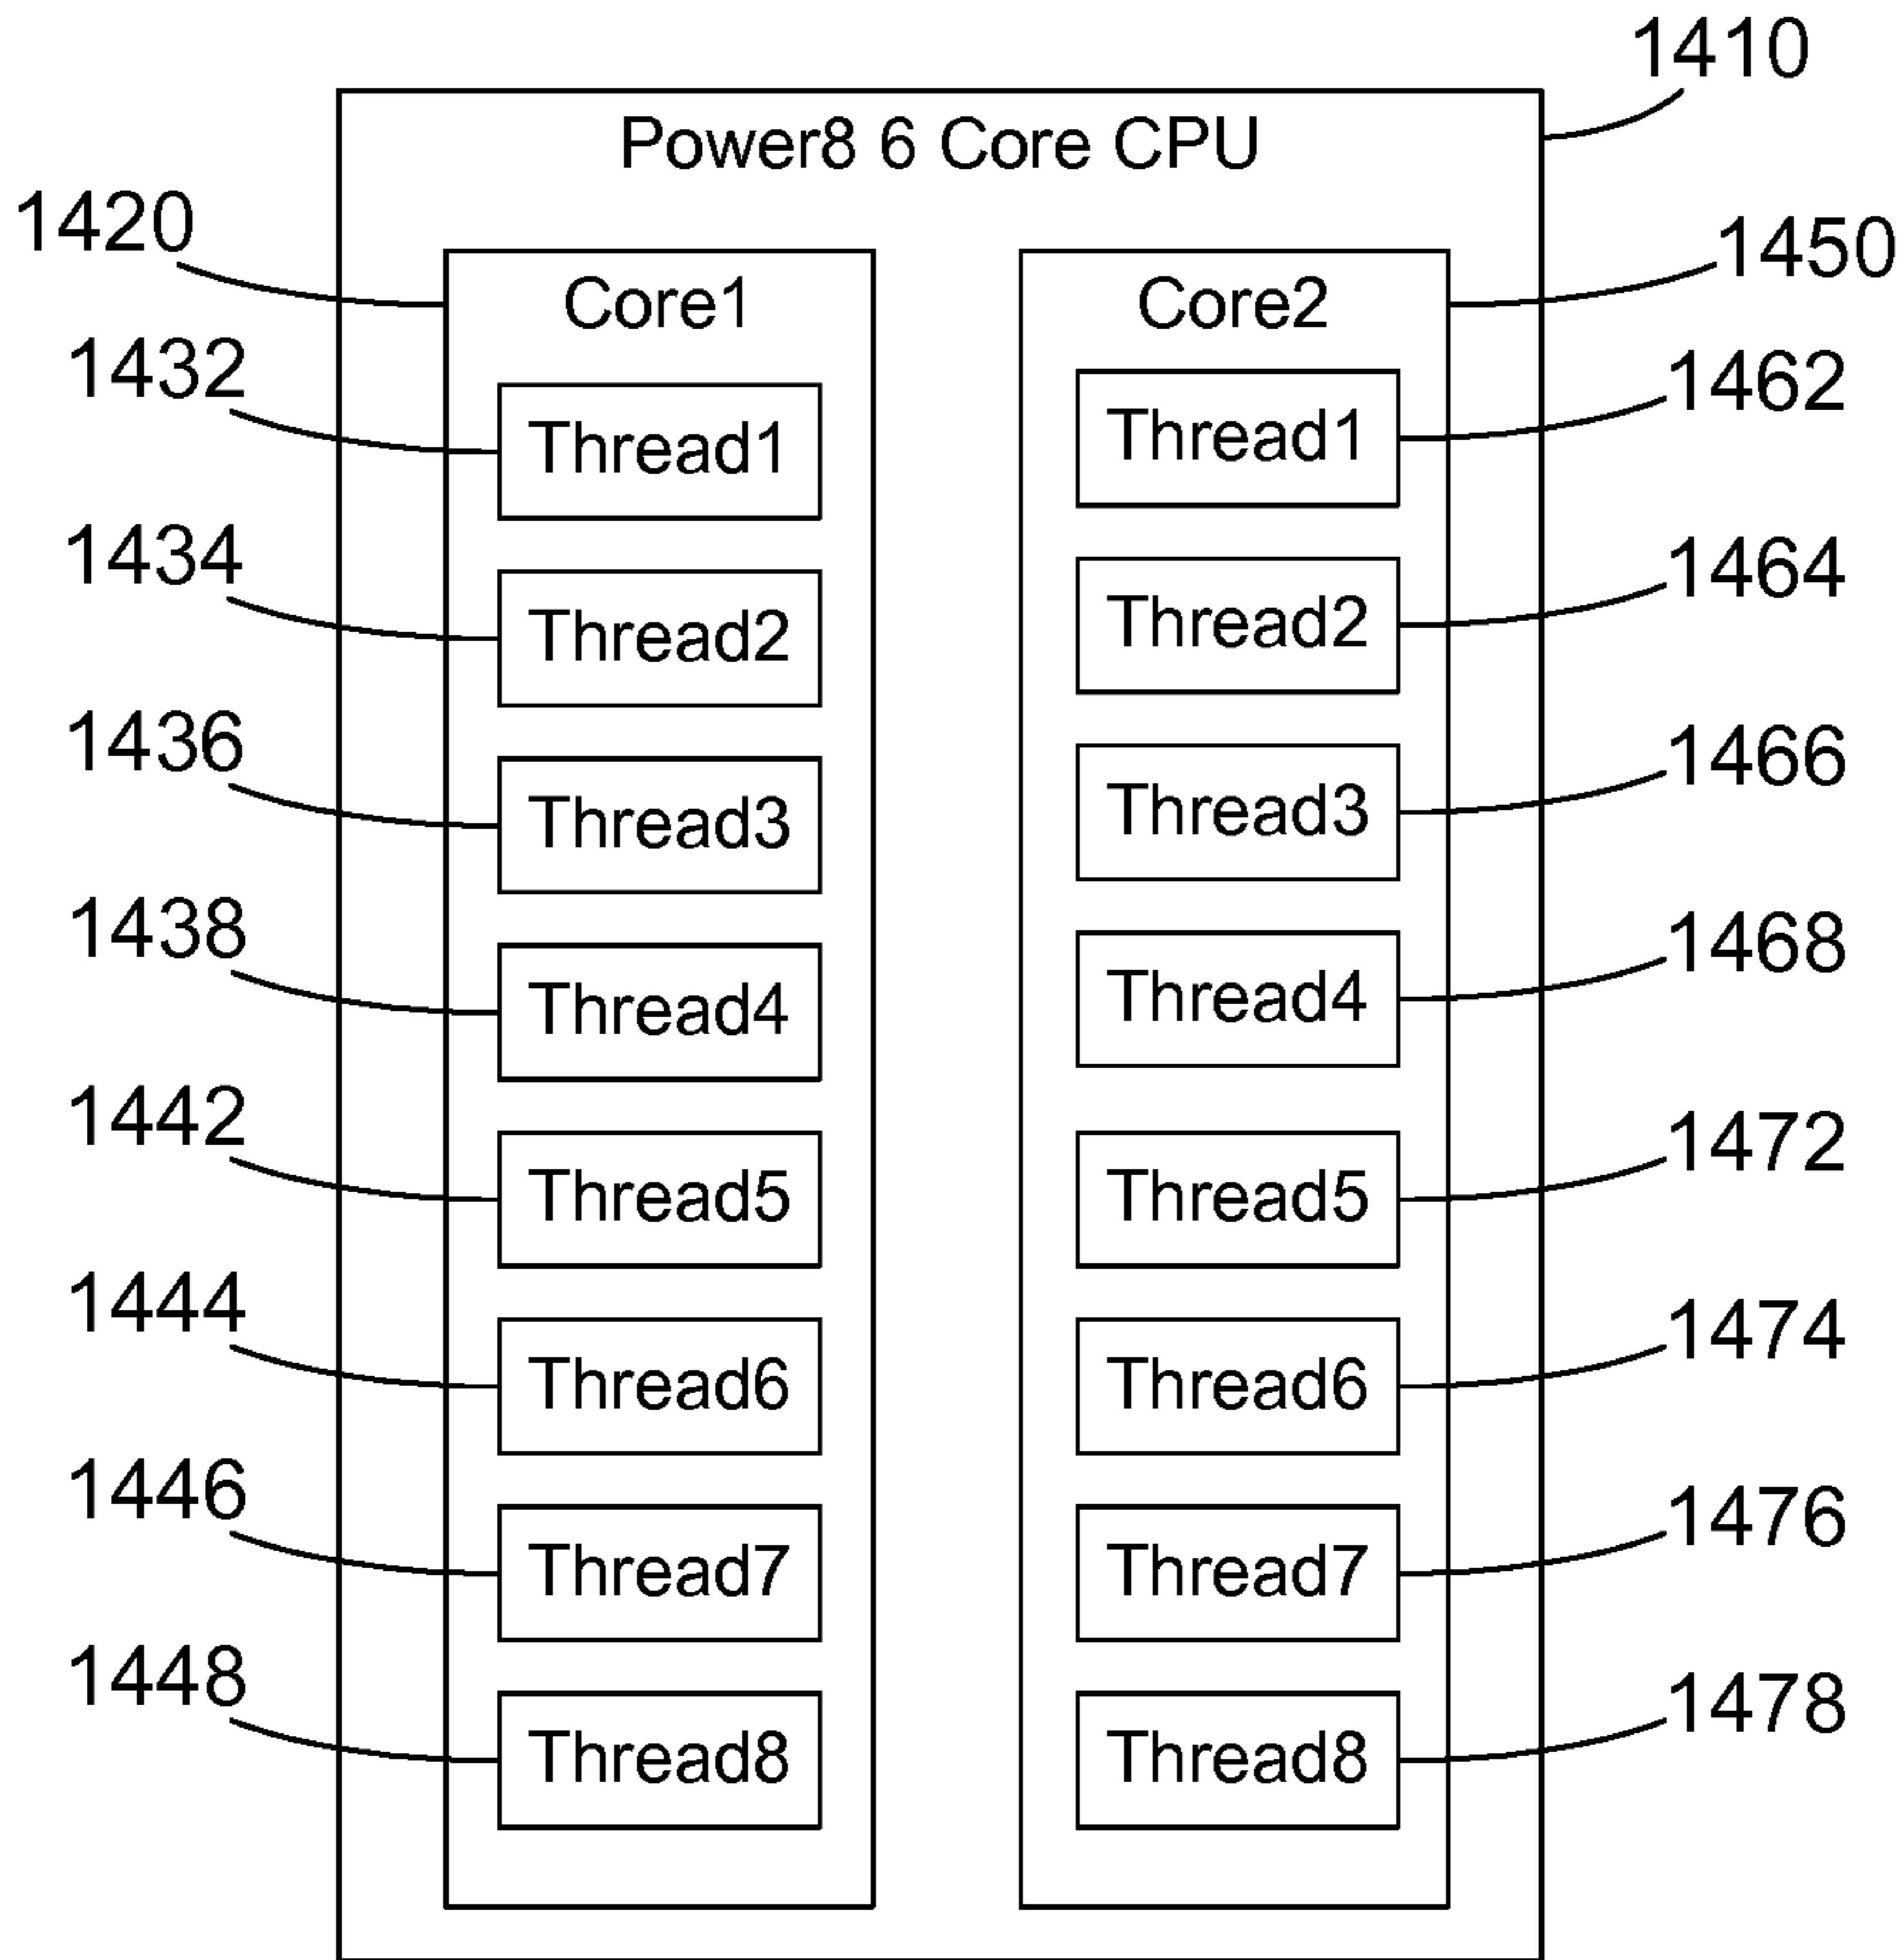 1410
Power8 6 Core CPU
1420
1450
Core1
Core2
1432
1462
Thread1
Thread1
1434
1464
Thread2
Thread2
1436
1466
Thread3
Thread3
1438
1468
Thread4
Thread4
1442
1472
Thread5
Thread5
1444
1474
Thread6
Thread6
1446
1476
Thread7
Thread7
1448
1478
Thread8
Thread8